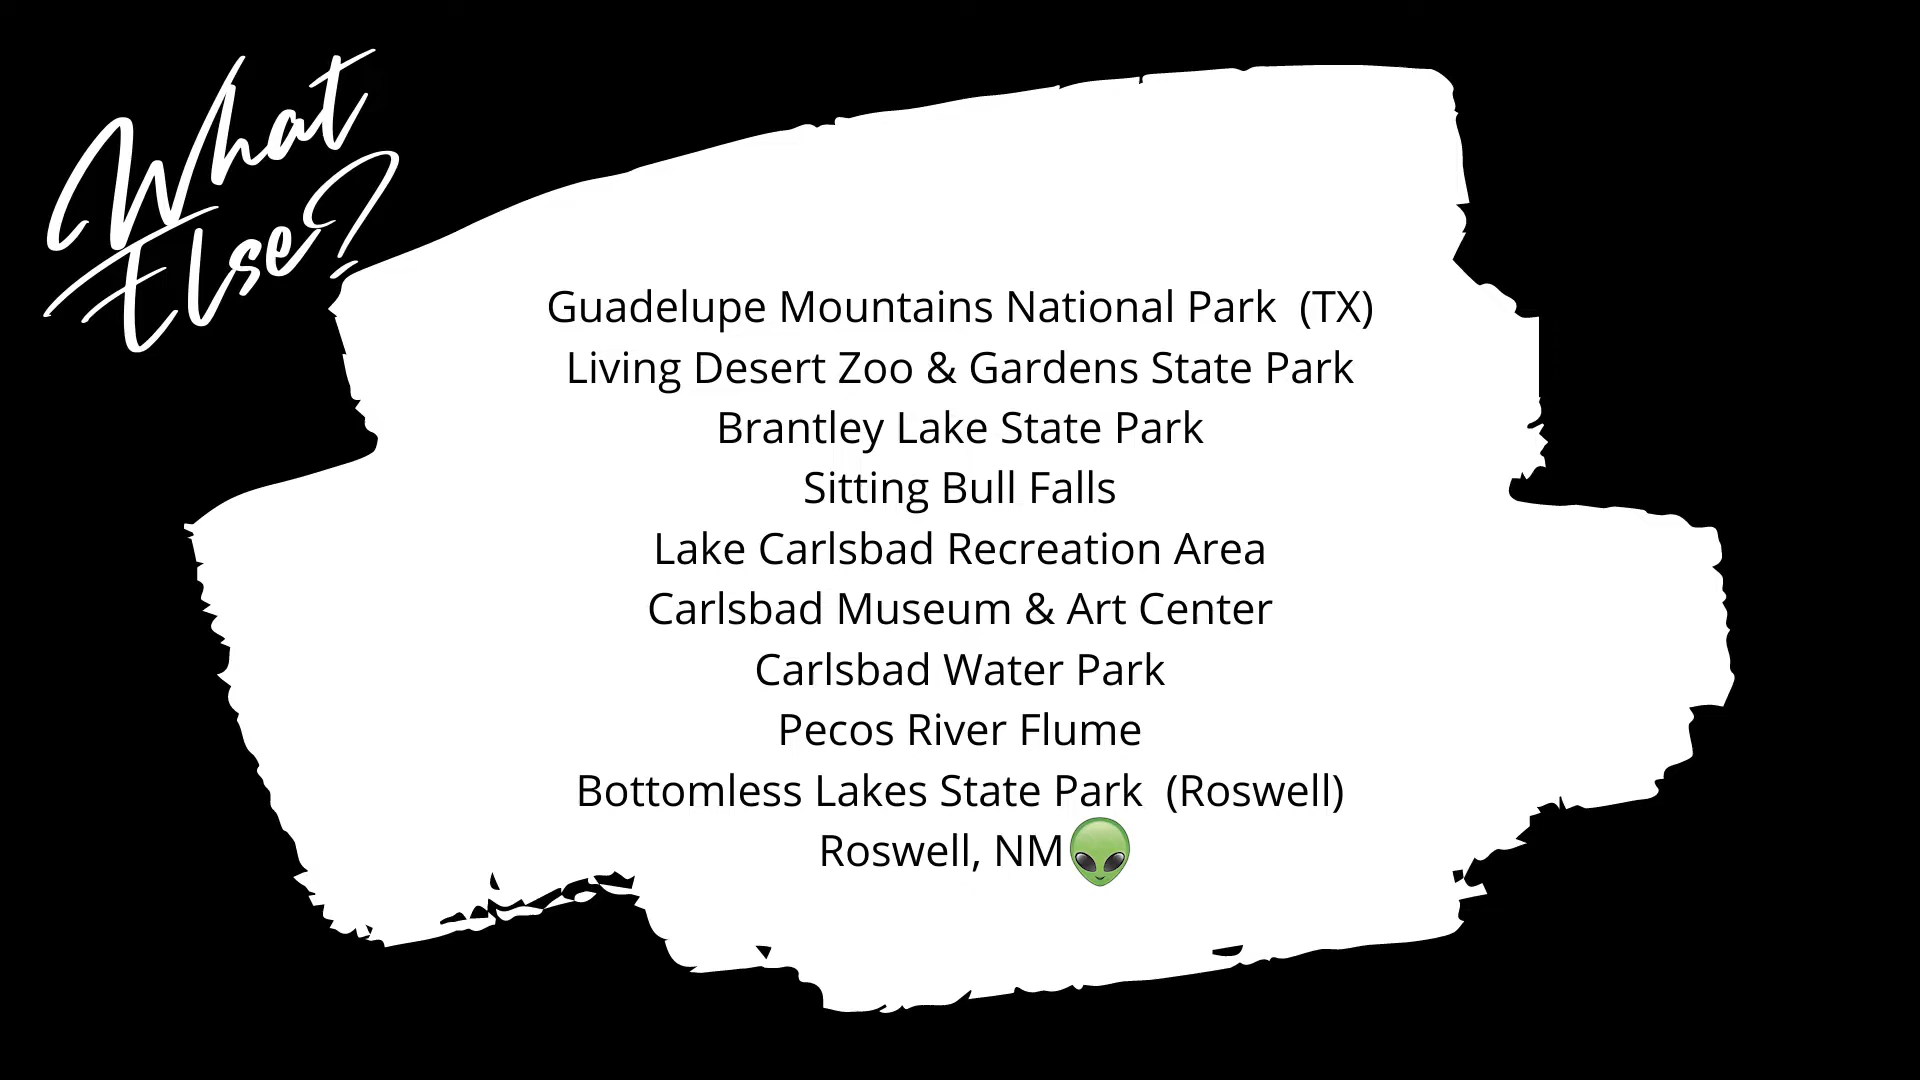 What
Else?
Guadelupe Mountains National Park (TX)
Living Desert Zoo & Gardens State Park
Brantley Lake State Park
Sitting Bull Falls
Lake Carlsbad Recreation Area
Carlsbad Museum & Art Center
Carlsbad Water Park
Pecos River Flume
Bottomless Lakes State Park (Roswell)
Roswell, NM👽